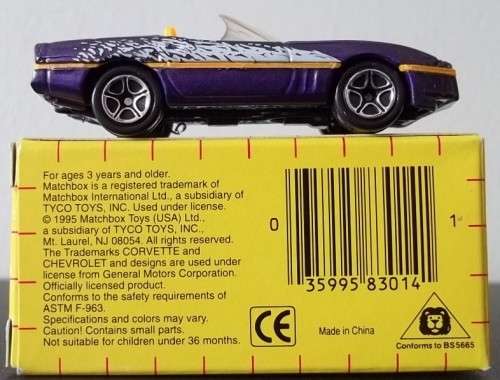 For ages 3 years and older.
Matchbox is a registered trademark of
Matchbox International Ltd., a subsidiary of
TYCO TOYS, INC. Used under license.
© 1995 Matchbox Toys (USA) Ltd.,
a subsidiary of TYCO TOYS, INC.,
Mt. Laurel, NJ 08054. All rights reserved.
The Trademarks CORVETTE and
CHEVROLET and designs are used under
license from General Motors Corporation.
Officially licensed product.
Conforms to the safety requirements of
ASTM F-963.
Specifications and colors may vary.
Caution! Contains small parts.
Not suitable for children under 36 months.
0
35995 83014
1
CE
Made in China
Conforms to BS 5665